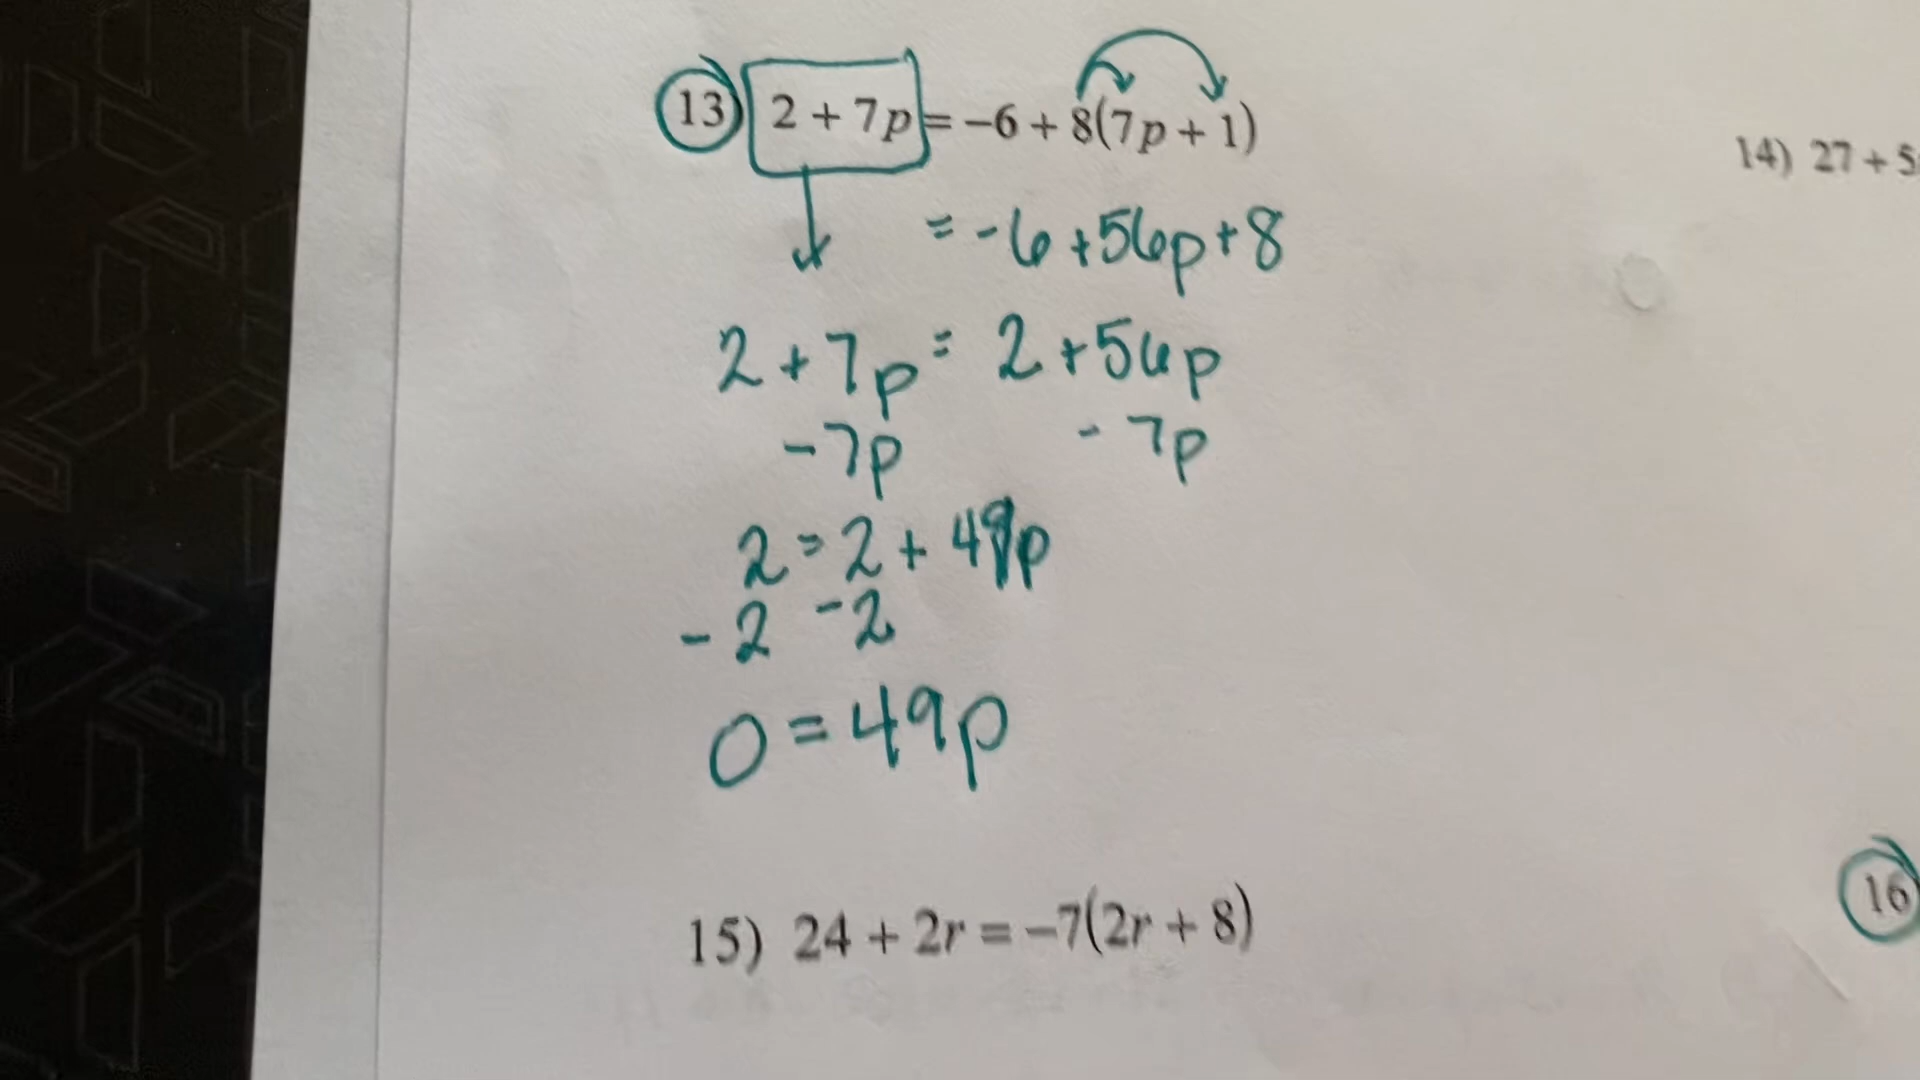 13) 2 + 7p = −6 + 8(7p + 1)
14) 27 + 5
= -6 + 56p + 8
2 + 7p = 2 + 56p
-7p - 7p
2 = 2 + 49p
- 2 - 2
0 = 49p
16
15) 24 + 2r = −7(2r + 8)